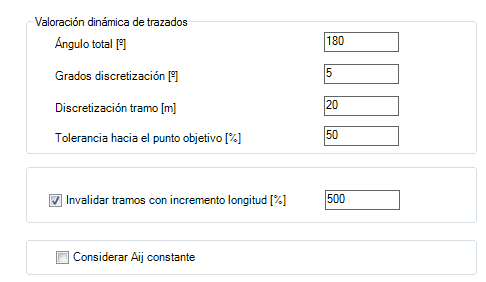 Valoración dinámica de trazados
Ángulo total [º] 180
Grados discretización [º] 5
Discretización tramo [m] 20
Tolerancia hacia el punto objetivo [%] 50
Invalidar tramos con incremento longitud [%] 500
Considerar Aij constante